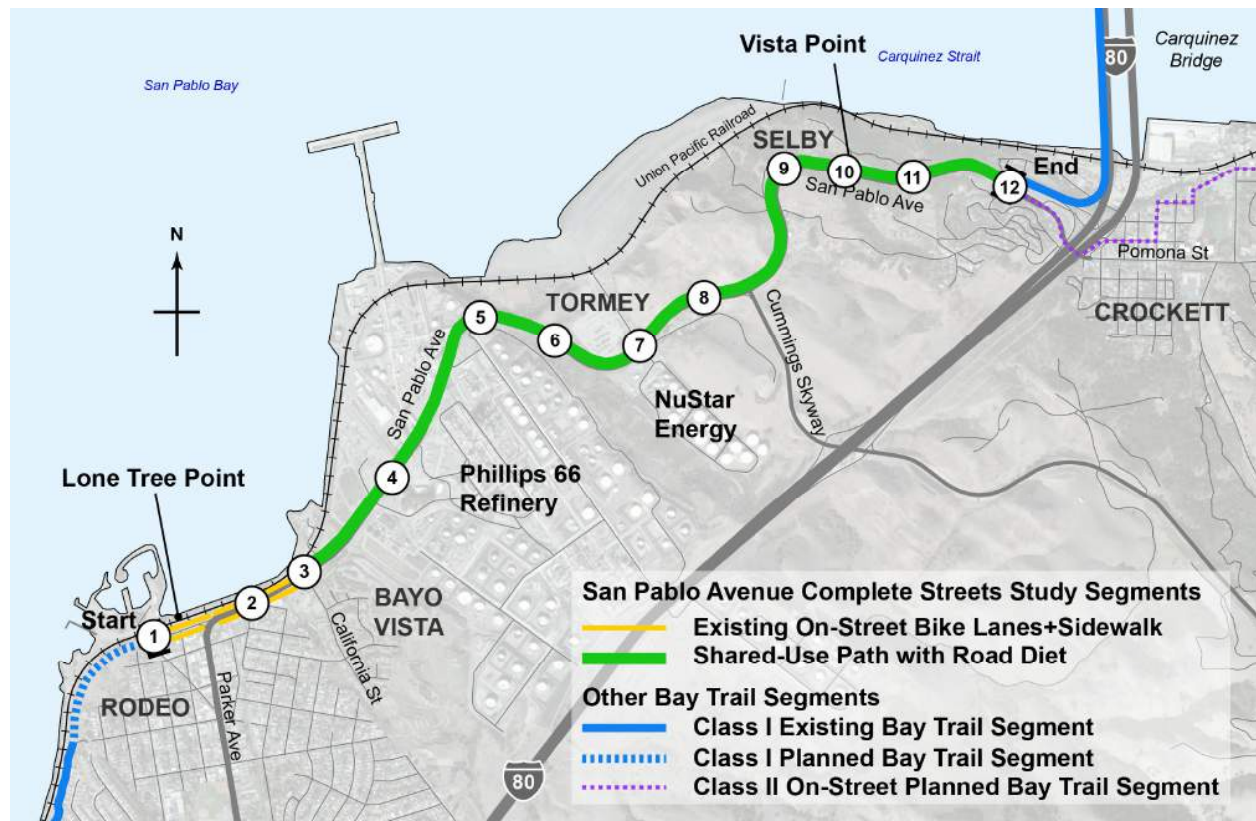 Vista Point
Carquinez Strait
80
Carquinez
Bridge
San Pablo Bay
Union Pacific Railroad
SELBY
End
9
10
11
12
San Pablo Ave
N
Pomona St
TORMEY
8
CROCKETT
5
6
7
San Pablo Ave
Cummings Skyway
NuStar
Energy
Lone Tree Point
4
Phillips 66
Refinery
3
Start
2
1
BAYO
VISTA
California St
RODEO
Parker Ave
80
San Pablo Avenue Complete Streets Study Segments
Existing On-Street Bike Lanes+Sidewalk
Shared-Use Path with Road Diet
Other Bay Trail Segments
Class I Existing Bay Trail Segment
Class I Planned Bay Trail Segment
Class II On-Street Planned Bay Trail Segment